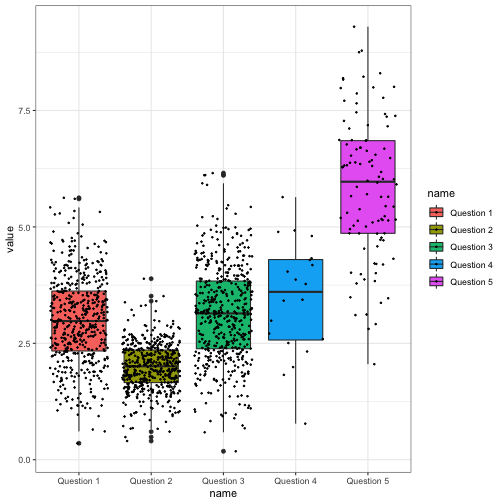 value
7.5
5.0
2.5
0.0
Question 1 Question 2 Question 3 Question 4 Question 5
name
name
Question 1
Question 2
Question 3
Question 4
Question 5